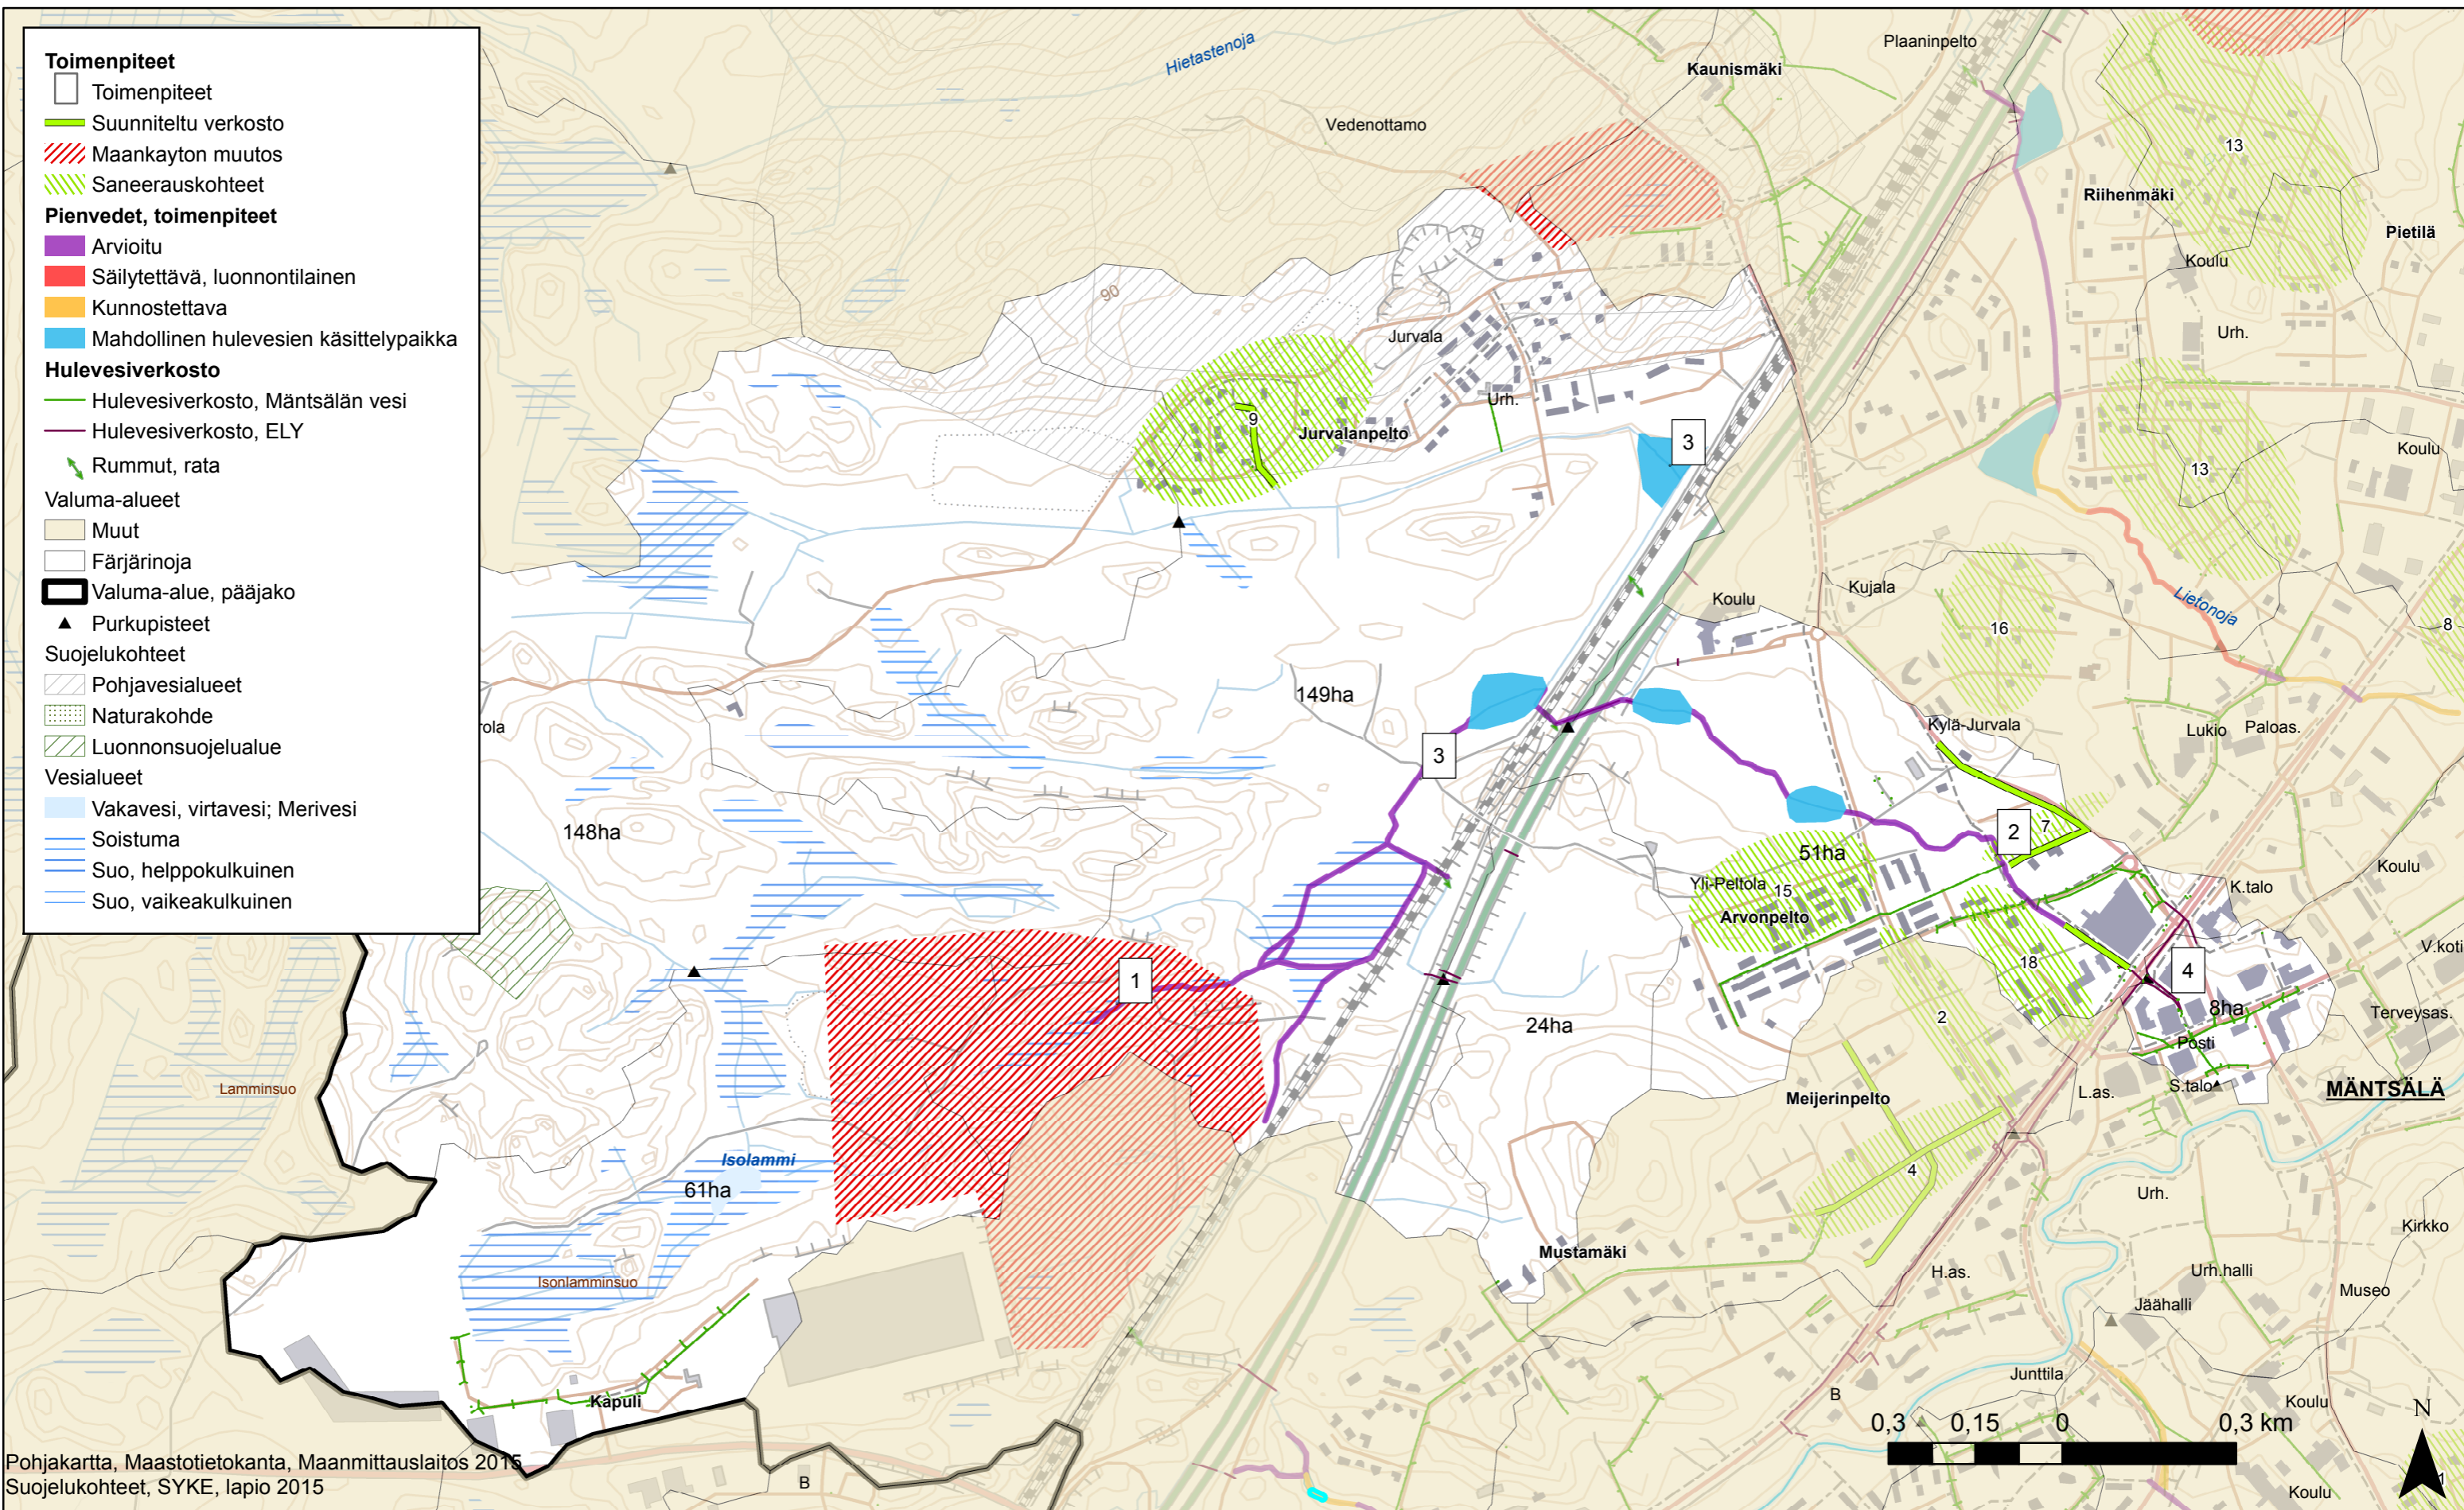 Toimenpiteet
Toimenpiteet
Suunniteltu verkosto
Maankayton muutos
Saneerauskohteet
Pienvedet, toimenpiteet
Arvioitu
Säilytettävä, luonnontilainen
Kunnostettava
Mahdollinen hulevesien käsittelypaikka
Hulevesiverkosto
Hulevesiverkosto, Mäntsälän vesi
Hulevesiverkosto, ELY
Rummut, rata
Valuma-alueet
Muut
Färjärinoja
Valuma-alue, pääjako
Purkupisteet
Suojelukohteet
Pohjavesialueet
Naturakohde
Luonnonsuojelualue
Vesialueet
Vakavesi, virtavesi; Merivesi
Soistuma
Suo, helppokulkuinen
Suo, vaikeakulkuinen
Hietastenoja
Plaaninpelto
Kaunismäki
Vedenottamo
13
Riihenmäki
Pietilä
Koulu
90
Jurvala
Urh.
Urh.
9
Jurvalanpelto
3
Koulu
13
Koulu
Kujala
Lietonoja
16
8
149ha
rola
Kylä-Jurvala
Lukio
Paloas.
3
148ha
2
7
51ha
Koulu
Yli-Peltola
15
K.talo
Arvonpelto
V.koti
18
4
1
8ha
2
24ha
Terveysas.
Posti
Lamminsuo
S.talo
L.as.
MÄNTSÄLÄ
Meijerinpelto
Isolammi
4
61ha
Urh.
Kirkko
Mustamäki
H.as.
Urh.halli
Isonlamminsuo
Museo
Jäähalli
Junttila
B
Kapuli
Koulu
0,3
0,15
0
0,3 km
N
Pohjakartta, Maastotietokanta, Maanmittauslaitos 2015
B
1
Suojelukohteet, SYKE, lapio 2015
Koulu